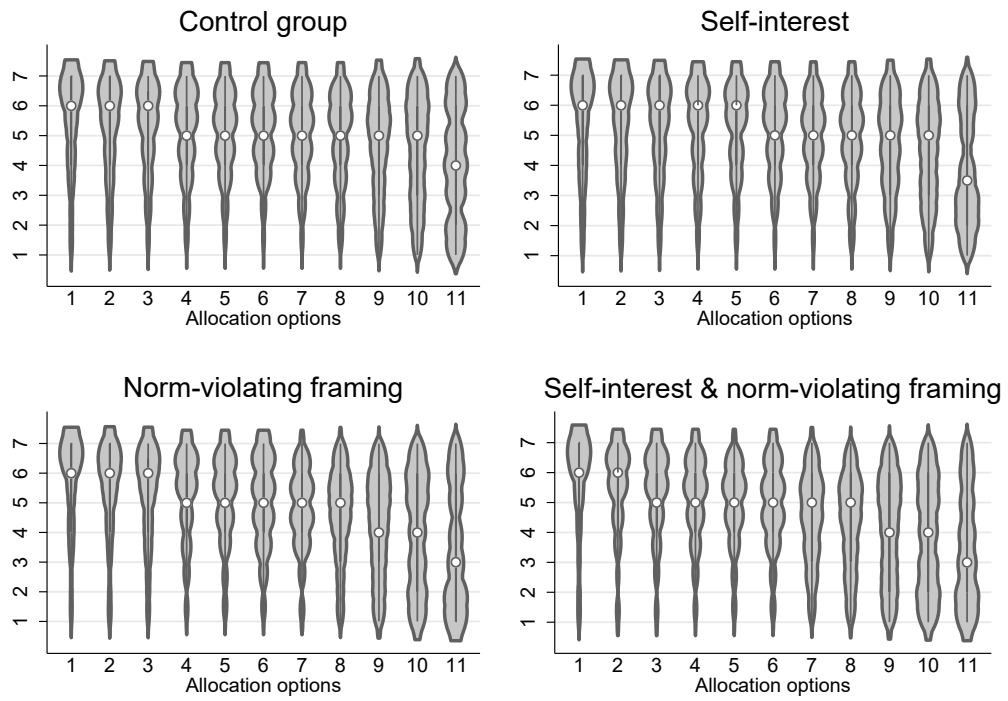 Control group
7
6
5
4
3
2
1
1 2 3 4 5 6 7 8 9 10 11
Allocation options
Self-interest
7
6
5
4
3
2
1
1 2 3 4 5 6 7 8 9 10 11
Allocation options
Norm-violating framing
7
6
5
4
3
2
1
1 2 3 4 5 6 7 8 9 10 11
Allocation options
Self-interest & norm-violating framing
7
6
5
4
3
2
1
1 2 3 4 5 6 7 8 9 10 11
Allocation options